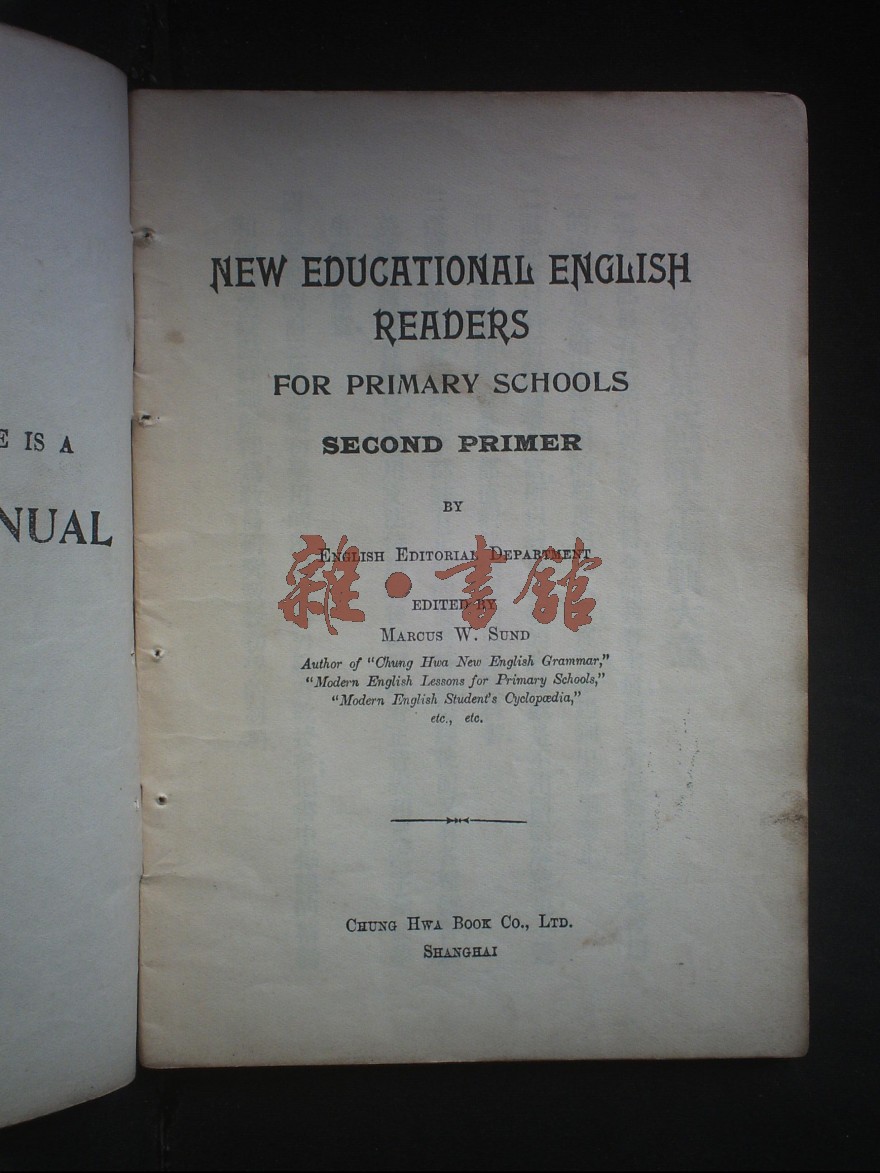 E IS A
NUAL
NEW EDUCATIONAL ENGLISH
READERS
FOR PRIMARY SCHOOLS
SECOND PRIMER
BY
ENGLISH EDITORIAL DEPARTMENT
雜·書館
EDITED BY
MARCUS W. SUND
Author of "Chung Hwa New English Grammar,"
"Modern English Lessons for Primary Schools,"
"Modern English Student's Cyclopædia,"
etc., etc.
CHUNG HWA BOOK CO., LTD.
SHANGHAI